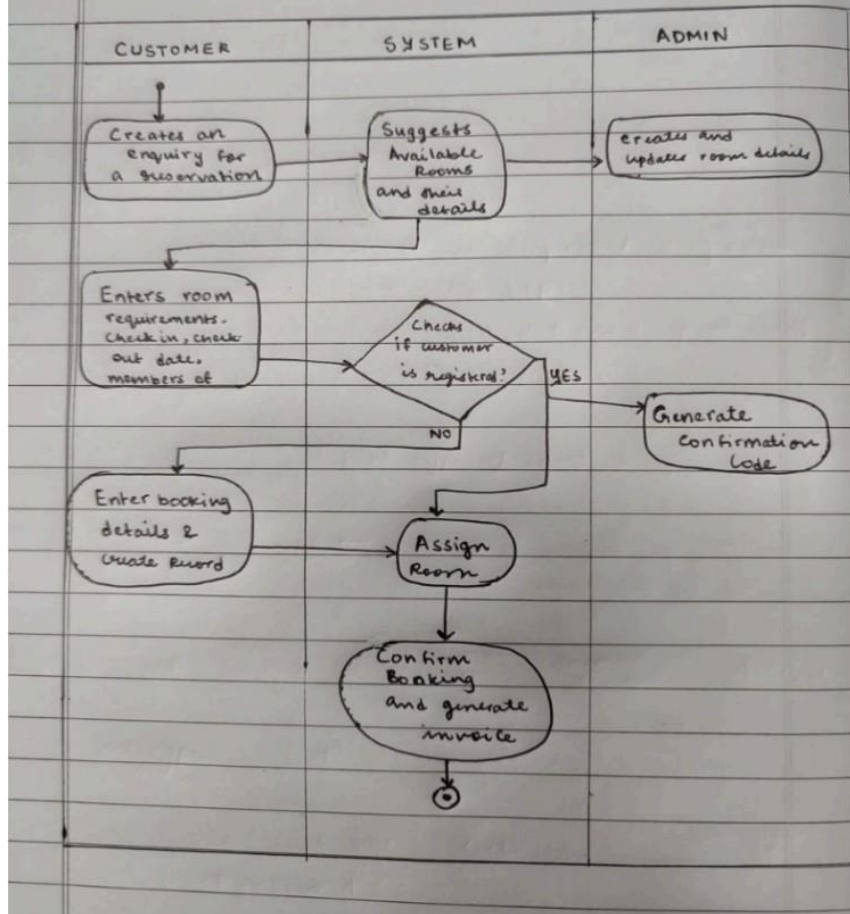 CUSTOMER
SYSTEM
ADMIN
Creates an
enquiry for
a reservation
Suggests
Available
Rooms
and their
details
creates and
updates room details
Enters room
requirements.
Check in, check
out date,
members of
Checks
if customer
is registered?
YES
NO
Generate
Confirmation
Code
Enter booking
details &
create Record
Assign
Room
Confirm
Booking
and generate
invoice